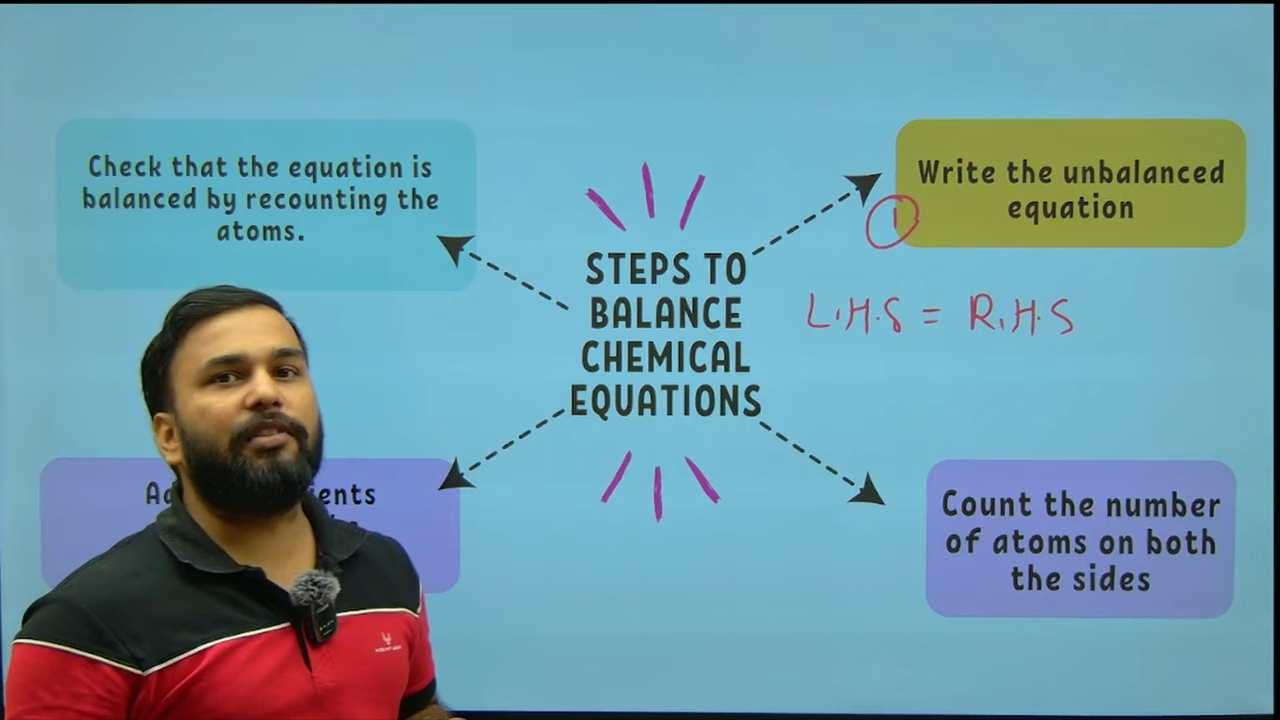 Check that the equation is
balanced by recounting the
atoms.
STEPS TO
BALANCE
CHEMICAL
EQUATIONS
Write the unbalanced
equation
1
L.H.S = R.H.S
Count the number
of atoms on both
the sides